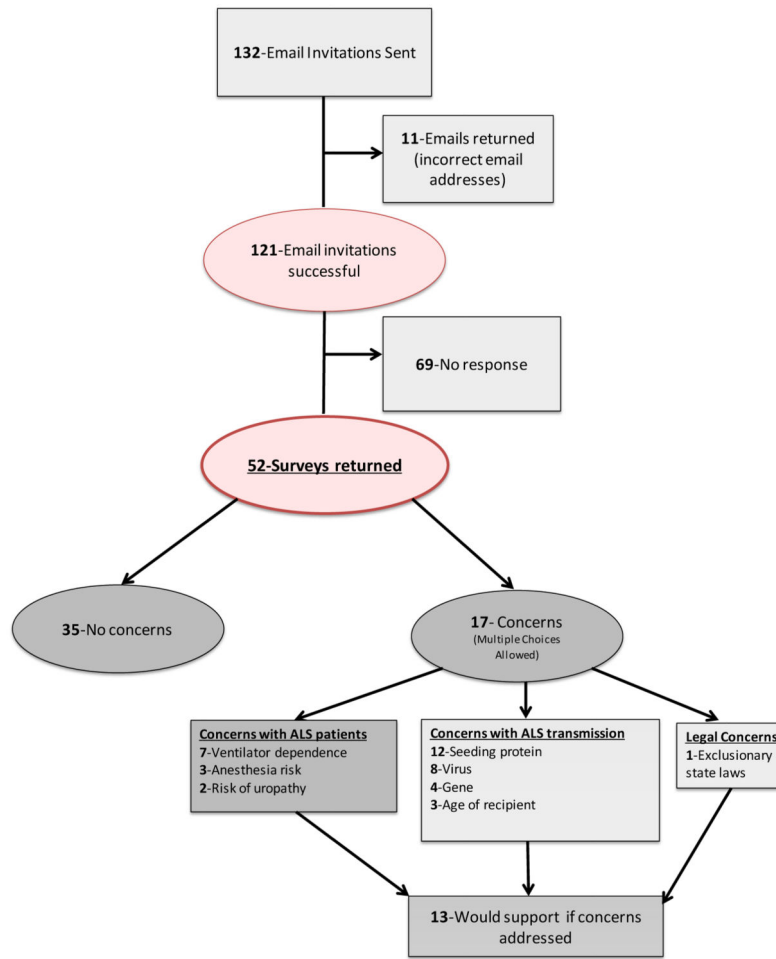 132-Email Invitations Sent
11-Emails returned
(incorrect email
addresses)
121-Email invitations
successful
69-No response
52-Surveys returned
35-No concerns
17- Concerns
(Multiple Choices
Allowed)
Concerns with ALS patients
7-Ventilator dependence
3-Anesthesia risk
2-Risk of uropathy
Concerns with ALS transmission
12-Seeding protein
8-Virus
4-Gene
3-Age of recipient
Legal Concerns
1-Exclusionary
state laws
13-Would support if concerns
addressed